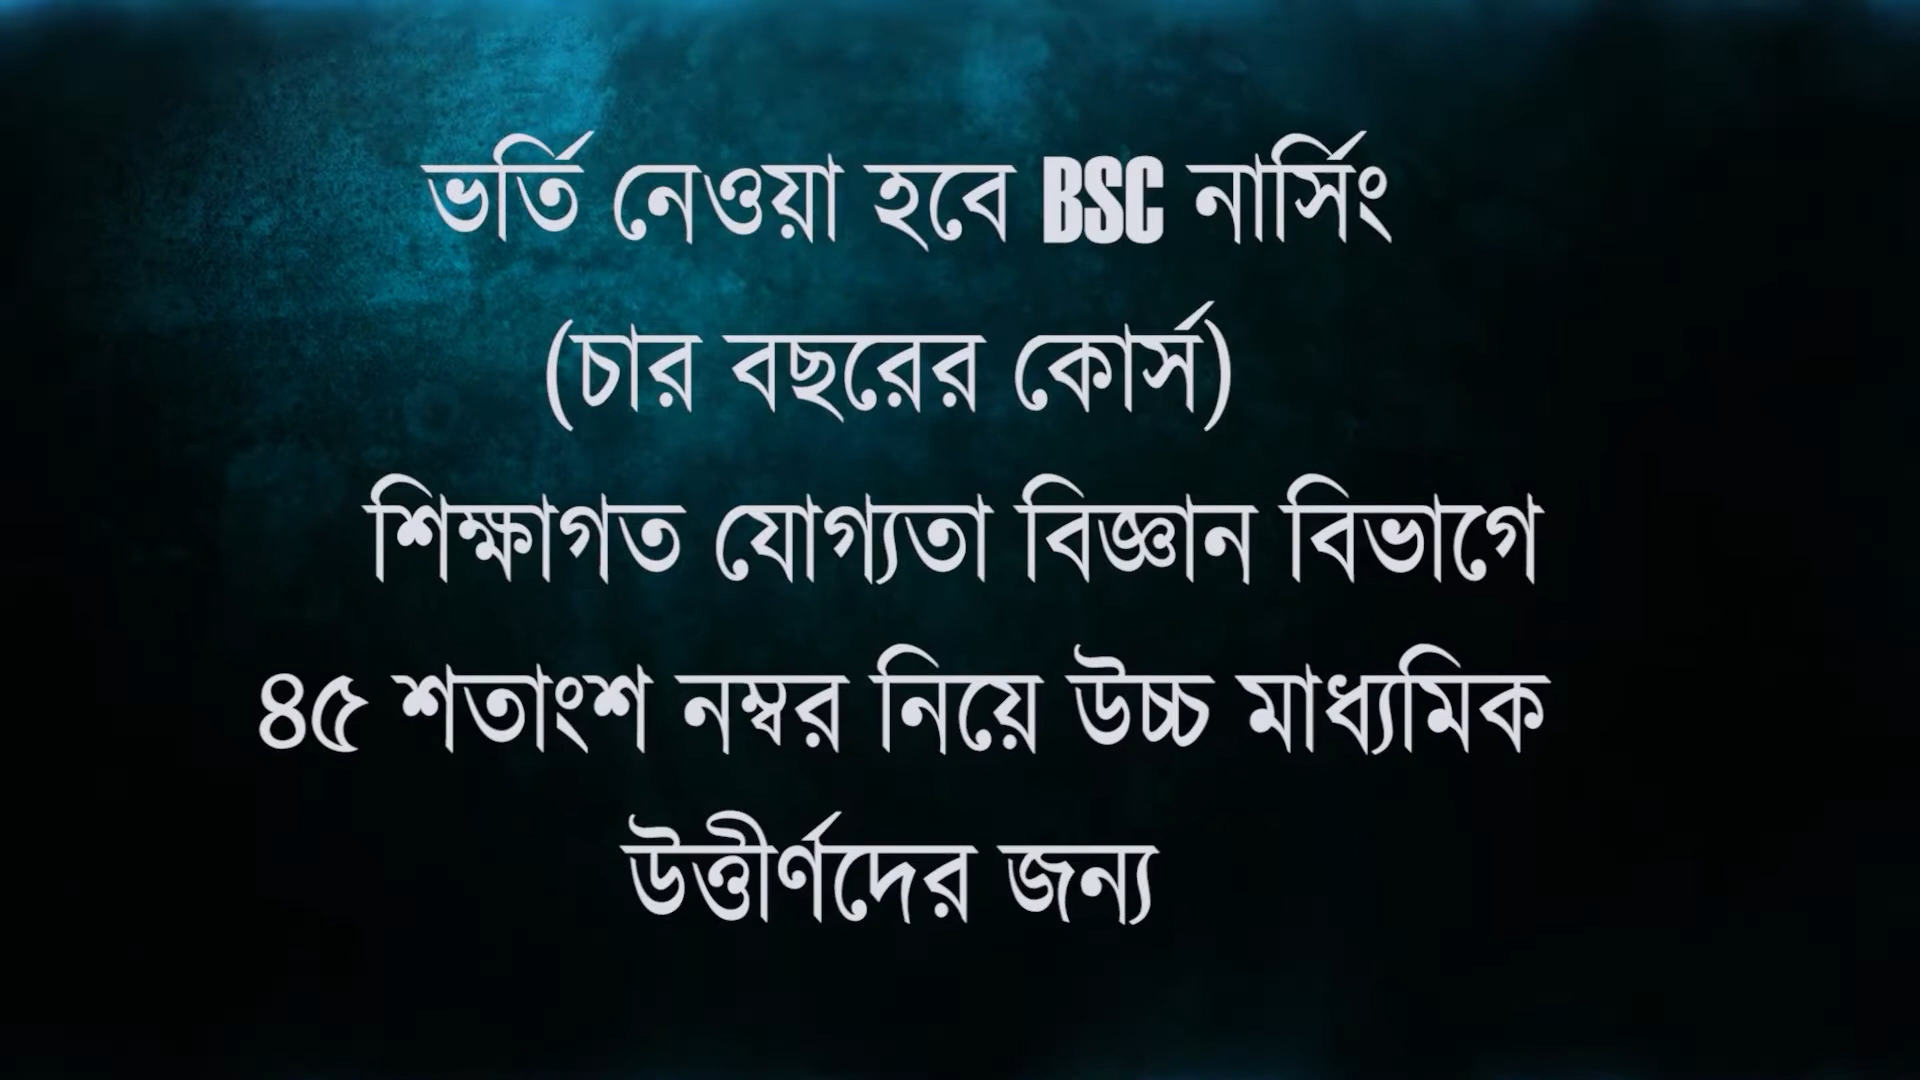 ভর্তি নেওয়া হবে BSC নার্সিং
(চার বছরের কোর্স)
শিক্ষাগত যোগ্যতা বিজ্ঞান বিভাগে
৪৫ শতাংশ নম্বর নিয়ে উচ্চ মাধ্যমিক
উত্তীর্ণদের জন্য